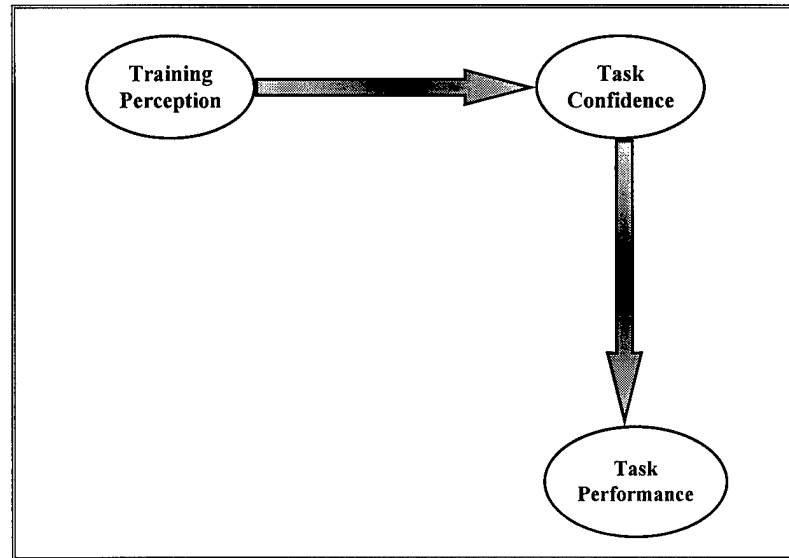 Training
Perception
Task
Confidence
Task
Performance